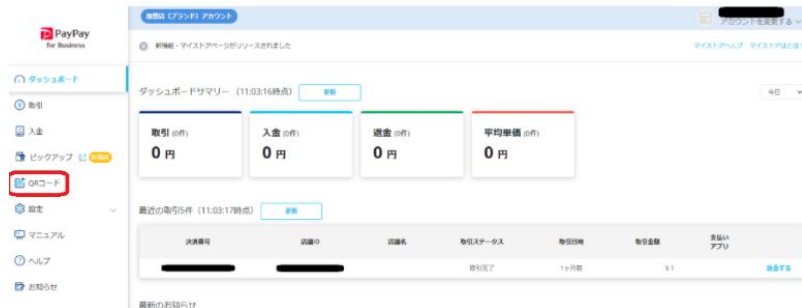 PayPay
for Business
加盟店 (ブランド) アカウント
アカウントを変更する
新機能・マイストアページがリリースされました
マイストアヘルプ マイストアとは
ダッシュボード
取引
入金
ピックアップ
QRコード
設定
マニュアル
ヘルプ
お知らせ
ダッシュボードサマリー (11:03:16時点) 更新 今日
取引 (0件)
0 円
入金 (0件)
0 円
返金 (0件)
0 円
平均単価 (0件)
0 円
最近の取引5件 (11:03:17時点) 更新
決済番号 店舗ID 店舗名 取引ステータス 取引日時 取引金額 支払い
アプリ
取引完了 1ヶ月前 ¥1 返金する
最新のお知らせ